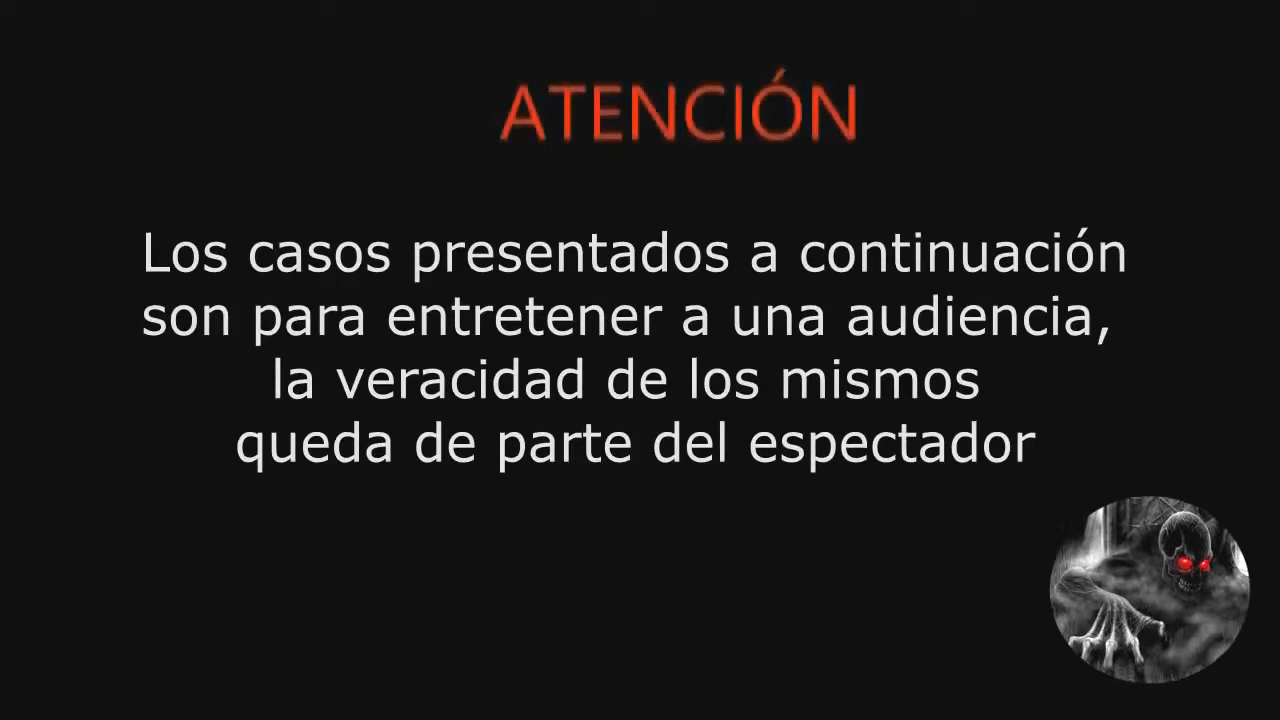 ATENCIÓN
Los casos presentados a continuación
son para entretener a una audiencia,
la veracidad de los mismos
queda de parte del espectador